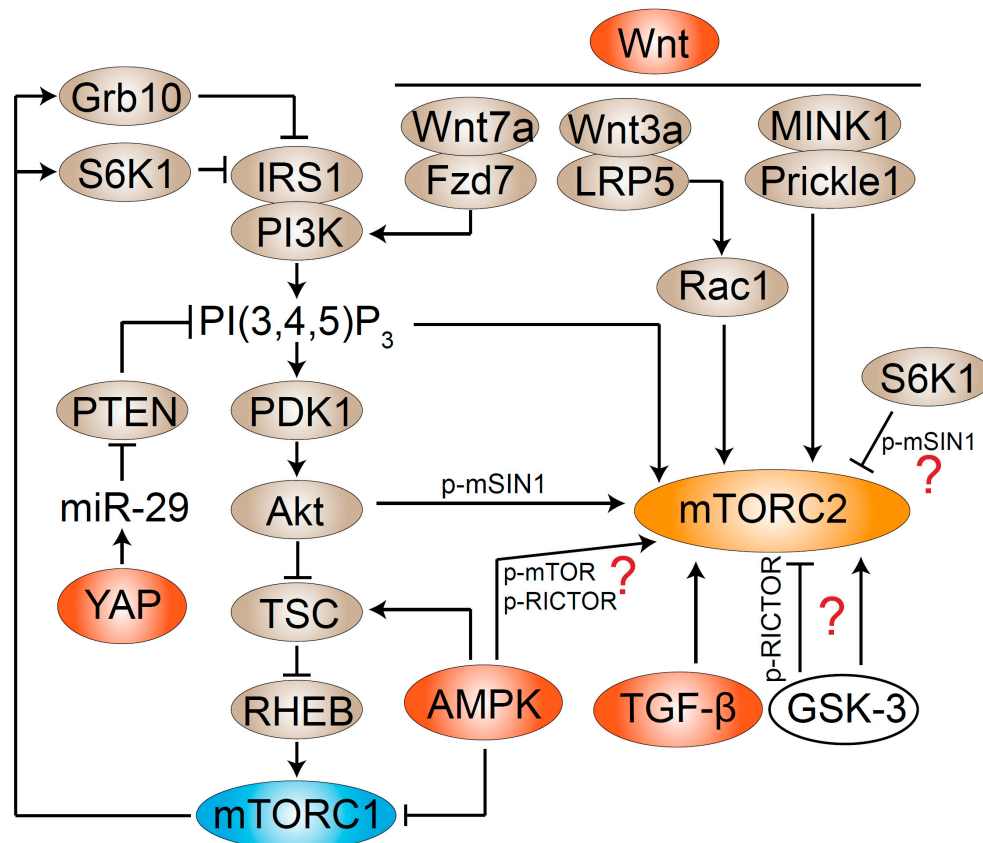 Wnt
Grb10
S6K1
IRS1
PI3K
Wnt7a
Fzd7
Wnt3a
LRP5
MINK1
Prickle1
Rac1
PI(3,4,5)P3
PTEN
PDK1
S6K1
p-mSIN1
?
miR-29
Akt
p-mSIN1
mTORC2
YAP
TSC
p-mTOR
p-RICTOR
?
p-RICTOR
?
RHEB
AMPK
TGF-β
GSK-3
mTORC1